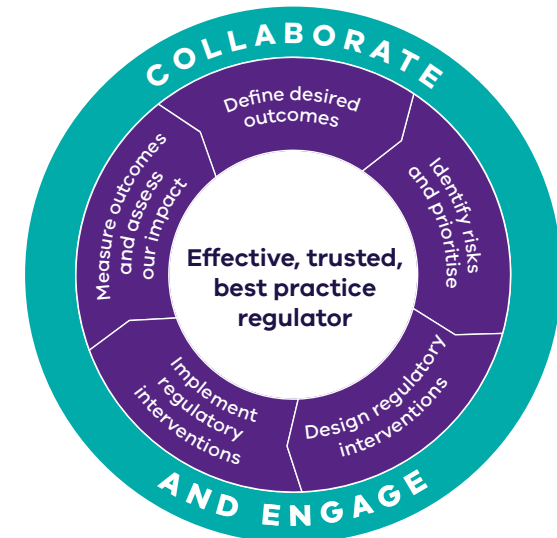 COLLABORATE
Define desired
outcomes
Identify risks
and prioritise
Design regulatory
interventions
Implement
regulatory
interventions
Measure outcomes
and assess
our impact
Effective, trusted,
best practice
regulator
AND ENGAGE